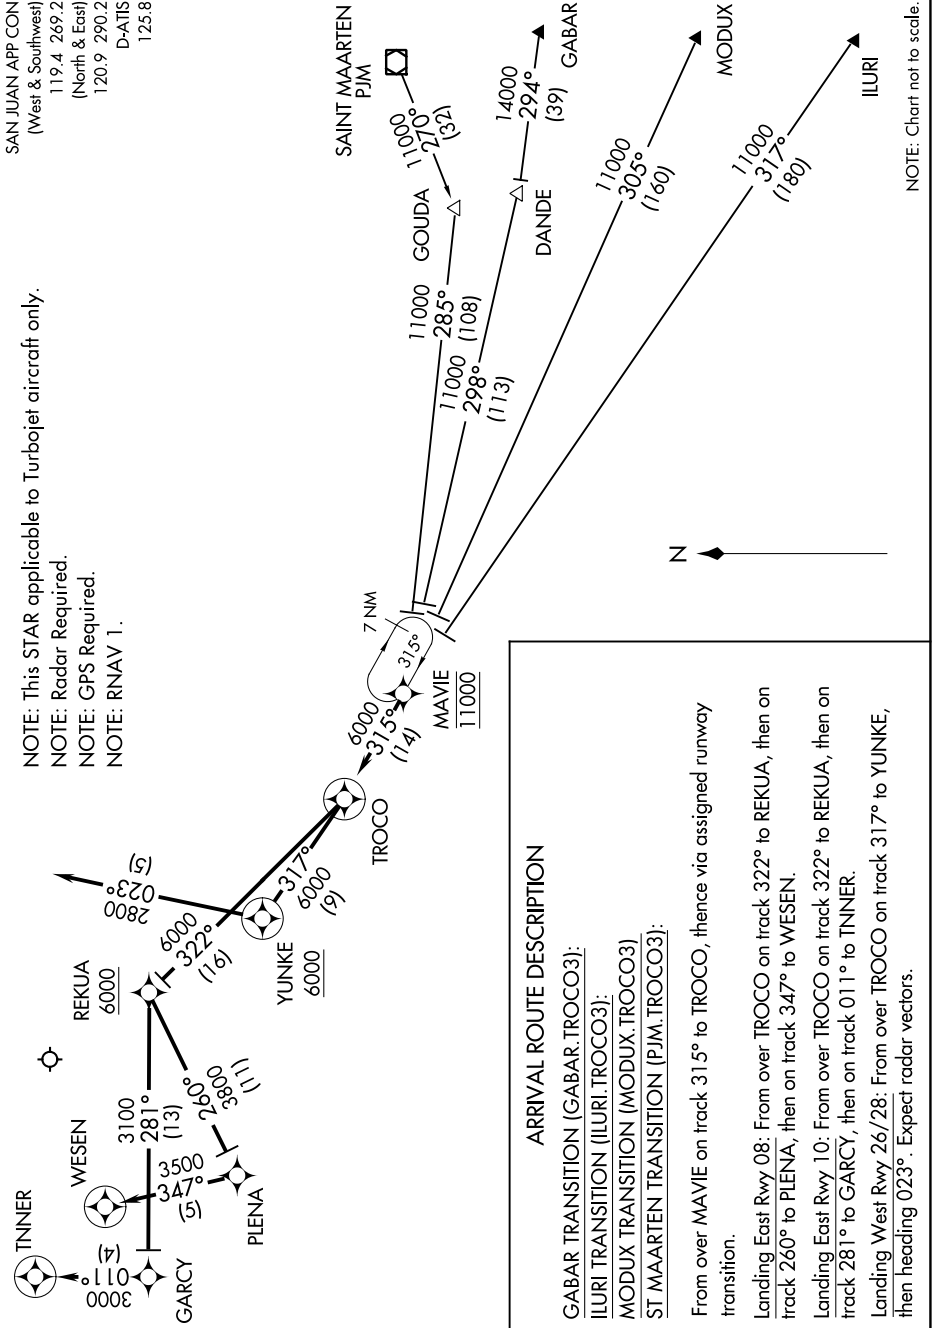 SAN JUAN APP CON
(West & Southwest)
119.4 269.2
(North & East)
120.9 290.2
D-ATIS
125.8
NOTE: This STAR applicable to Turbojet aircraft only.
NOTE: Radar Required.
NOTE: GPS Required.
NOTE: RNAV 1.
TNNER
3000
011°
(4)
GARCY
WESEN
3500
347°
(5)
PLENA
3100
281°
(13)
260°
3800
(11)
REKUA
6000
6000
322°
(16)
2800
023°
(5)
YUNKE
6000
317°
6000
(9)
TROCO
6000
315°
(14)
MAVIE
11000
7 NM
315°
11000
285°
(108)
GOUDA
11000
270°
(32)
SAINT MAARTEN
PJM
11000
298°
(113)
DANDE
14000
294°
(39)
GABAR
11000
305°
(160)
MODUX
11000
317°
(180)
ILURI
N
NOTE: Chart not to scale.
ARRIVAL ROUTE DESCRIPTION
GABAR TRANSITION (GABAR.TROCO3):
ILURI TRANSITION (ILURI.TROCO3):
MODUX TRANSITION (MODUX.TROCO3)
ST MAARTEN TRANSITION (PJM.TROCO3):
From over MAVIE on track 315° to TROCO, thence via assigned runway
transition.
Landing East Rwy 08: From over TROCO on track 322° to REKUA, then on
track 260° to PLENA, then on track 347° to WESEN.
Landing East Rwy 10: From over TROCO on track 322° to REKUA, then on
track 281° to GARCY, then on track 011° to TNNER.
Landing West Rwy 26/28: From over TROCO on track 317° to YUNKE,
then heading 023°. Expect radar vectors.